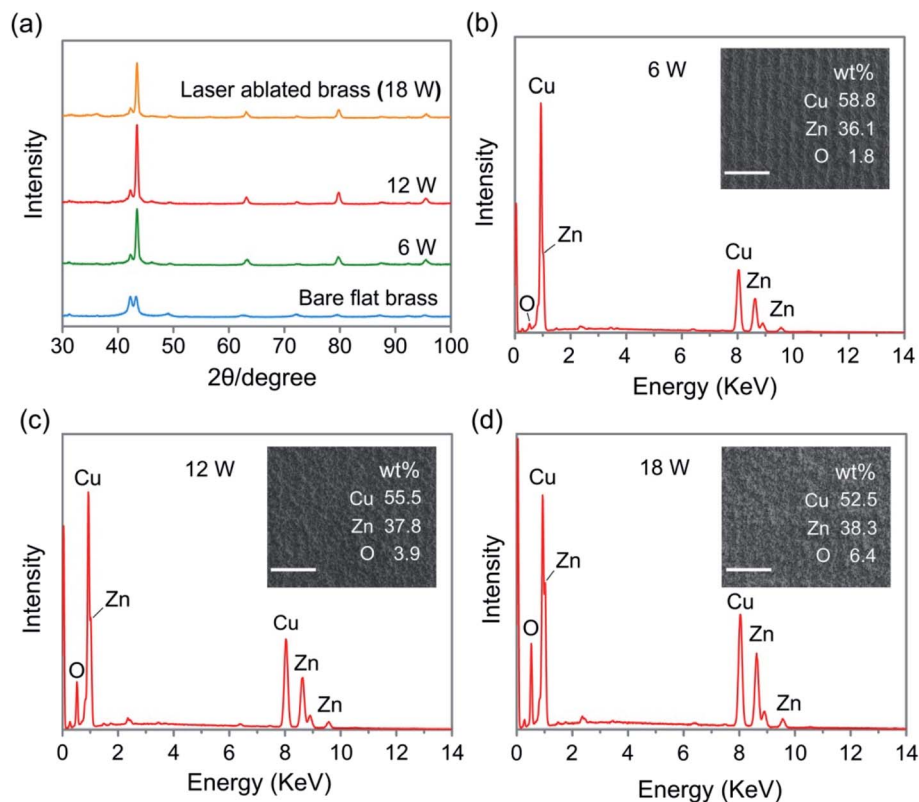 (a)
Intensity
Laser ablated brass (18 W)
12 W
6 W
Bare flat brass
30 40 50 60 70 80 90 100
2θ/degree
(b)
Intensity
6 W
wt%
Cu 58.8
Zn 36.1
O 1.8
Cu
Zn
O
Cu
Zn
Zn
0 2 4 6 8 10 12 14
Energy (KeV)
(c)
Intensity
12 W
wt%
Cu 55.5
Zn 37.8
O 3.9
Cu
Zn
O
Cu
Zn
Zn
0 2 4 6 8 10 12 14
Energy (KeV)
(d)
Intensity
18 W
wt%
Cu 52.5
Zn 38.3
O 6.4
Cu
Zn
O
Cu
Zn
Zn
0 2 4 6 8 10 12 14
Energy (KeV)